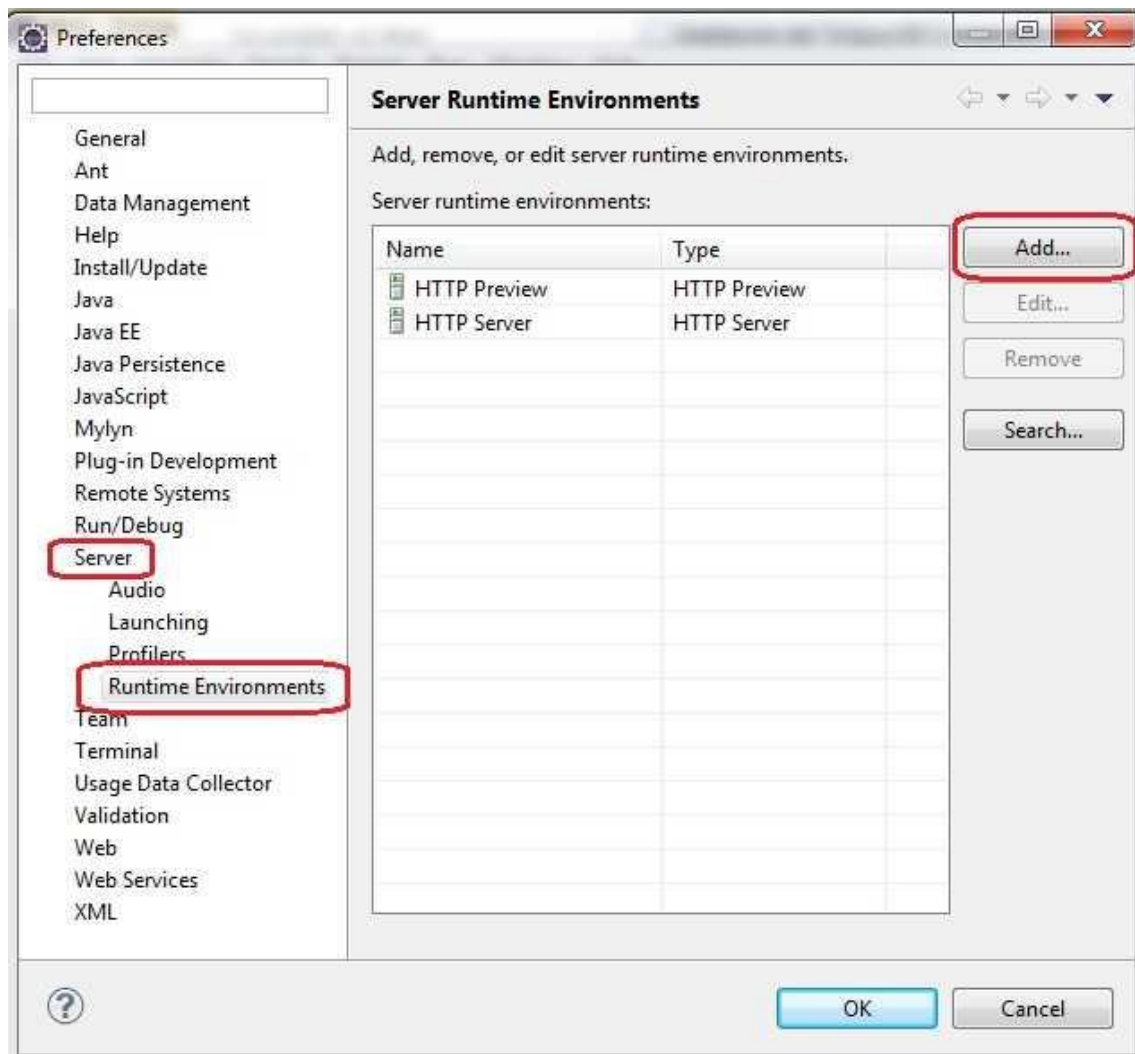 Preferences
Server Runtime Environments
General
Ant
Data Management
Help
Install/Update
Java
Java EE
Java Persistence
JavaScript
Mylyn
Plug-in Development
Remote Systems
Run/Debug
Server
Audio
Launching
Profilers
Runtime Environments
Team
Terminal
Usage Data Collector
Validation
Web
Web Services
XML
Add, remove, or edit server runtime environments.
Server runtime environments:
Name Type
HTTP Preview HTTP Preview
HTTP Server HTTP Server
Add...
Edit...
Remove
Search...
?
OK Cancel